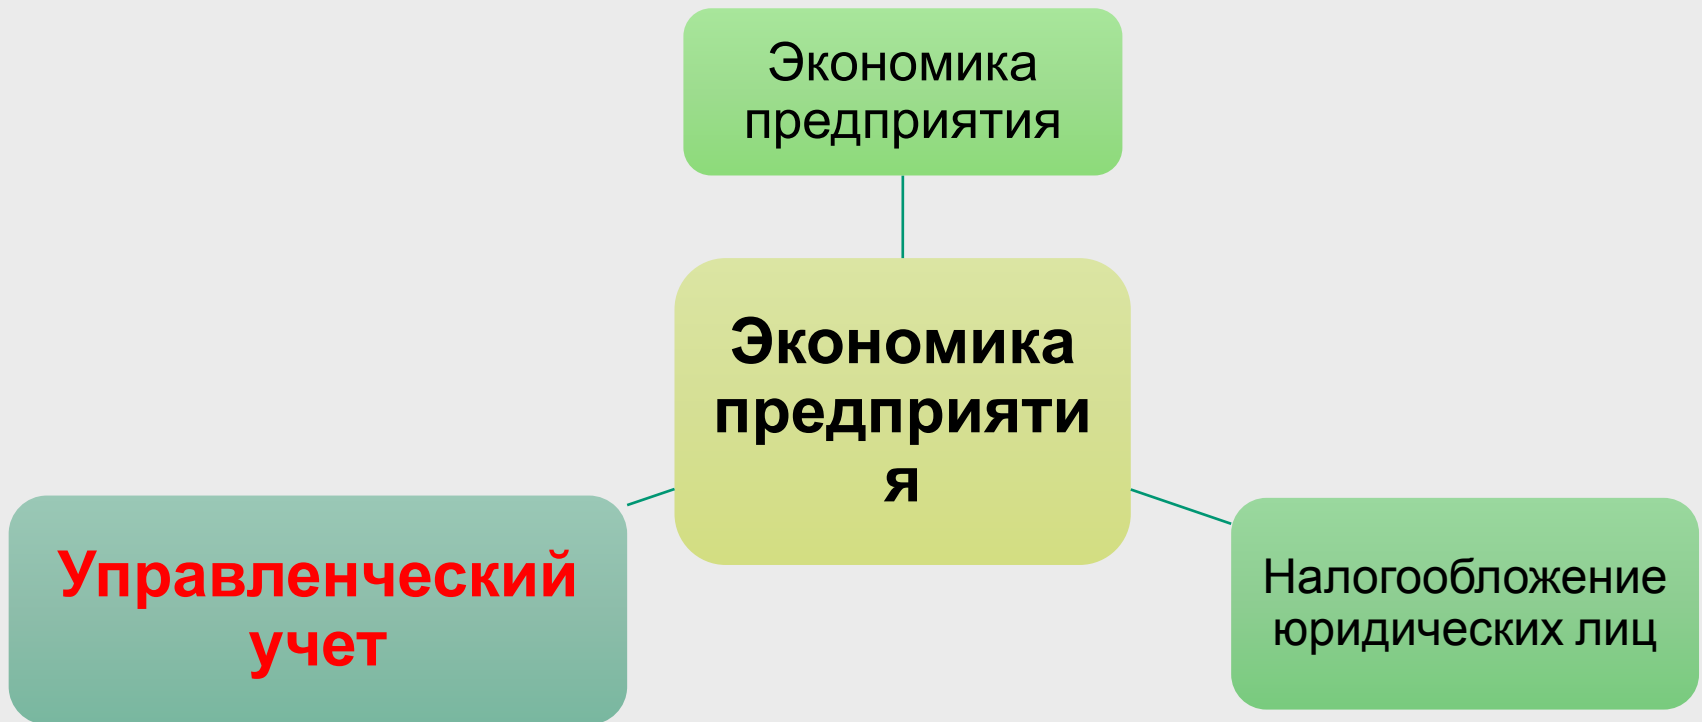 Экономика
предприятия
Экономика
предприяти
я
Управленческий
учет
Налогообложение
юридических лиц